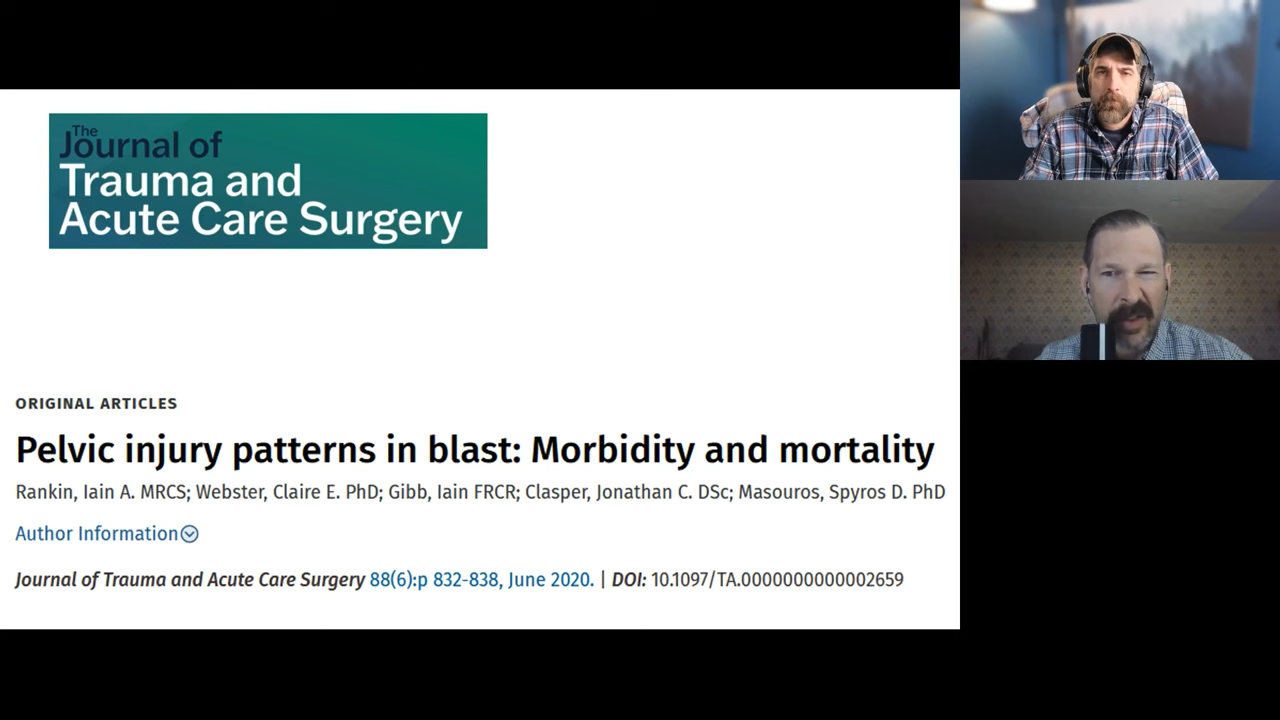 The
Journal of
Trauma and
Acute Care Surgery
ORIGINAL ARTICLES
Pelvic injury patterns in blast: Morbidity and mortality
Rankin, Iain A. MRCS; Webster, Claire E. PhD; Gibb, Iain FRCR; Clasper, Jonathan C. DSc; Masouros, Spyros D. PhD
Author Information
Journal of Trauma and Acute Care Surgery 88(6):p 832-838, June 2020. | DOI: 10.1097/TA.0000000000002659